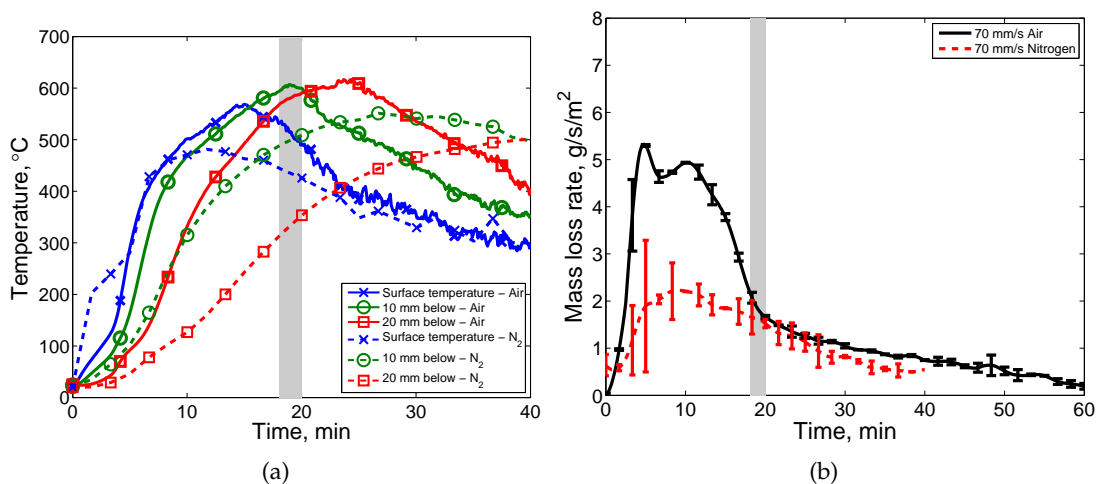 700
600
500
400
300
200
100
0
Temperature, °C
0
10
20
30
40
Time, min
Surface temperature – Air
10 mm below – Air
20 mm below – Air
Surface temperature – N2
10 mm below – N2
20 mm below – N2
(a)
8
7
6
5
4
3
2
1
0
Mass loss rate, g/s/m²
0
10
20
30
40
50
60
Time, min
70 mm/s Air
70 mm/s Nitrogen
(b)